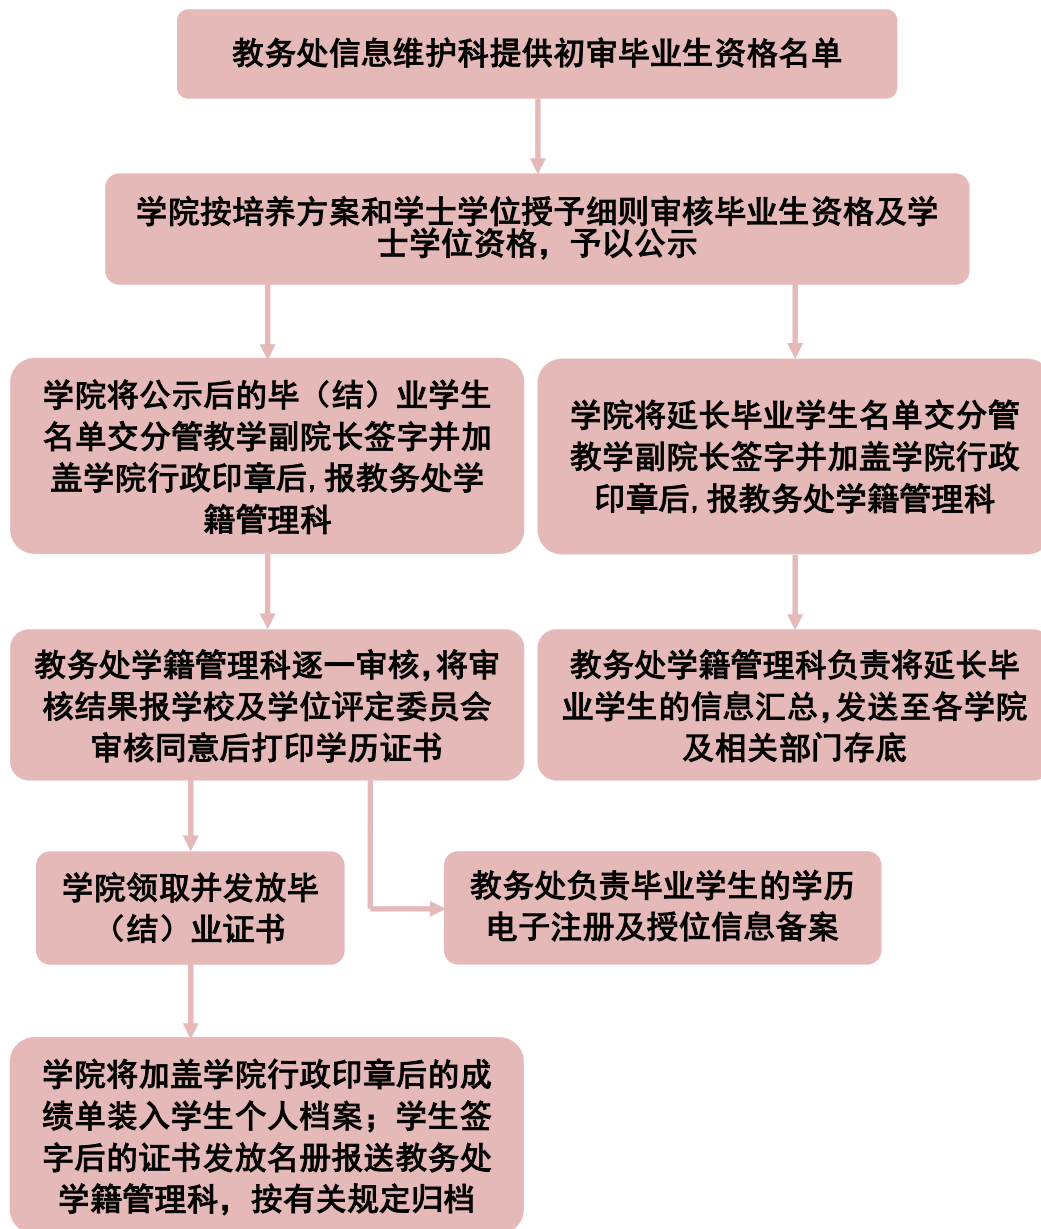 教务处信息维护科提供初审毕业生资格名单
学院按培养方案和学士学位授予细则审核毕业生资格及学
士学位资格，予以公示
学院将公示后的毕（结）业学生
名单交分管教学副院长签字并加
盖学院行政印章后,报教务处学
籍管理科
学院将延长毕业学生名单交分管
教学副院长签字并加盖学院行政
印章后,报教务处学籍管理科
教务处学籍管理科逐一审核,将审
核结果报学校及学位评定委员会
审核同意后打印学历证书
教务处学籍管理科负责将延长毕
业学生的信息汇总,发送至各学院
及相关部门存底
学院领取并发放毕
（结）业证书
教务处负责毕业学生的学历
电子注册及授位信息备案
学院将加盖学院行政印章后的成
绩单装入学生个人档案；学生签
字后的证书发放名册报送教务处
学籍管理科，按有关规定归档